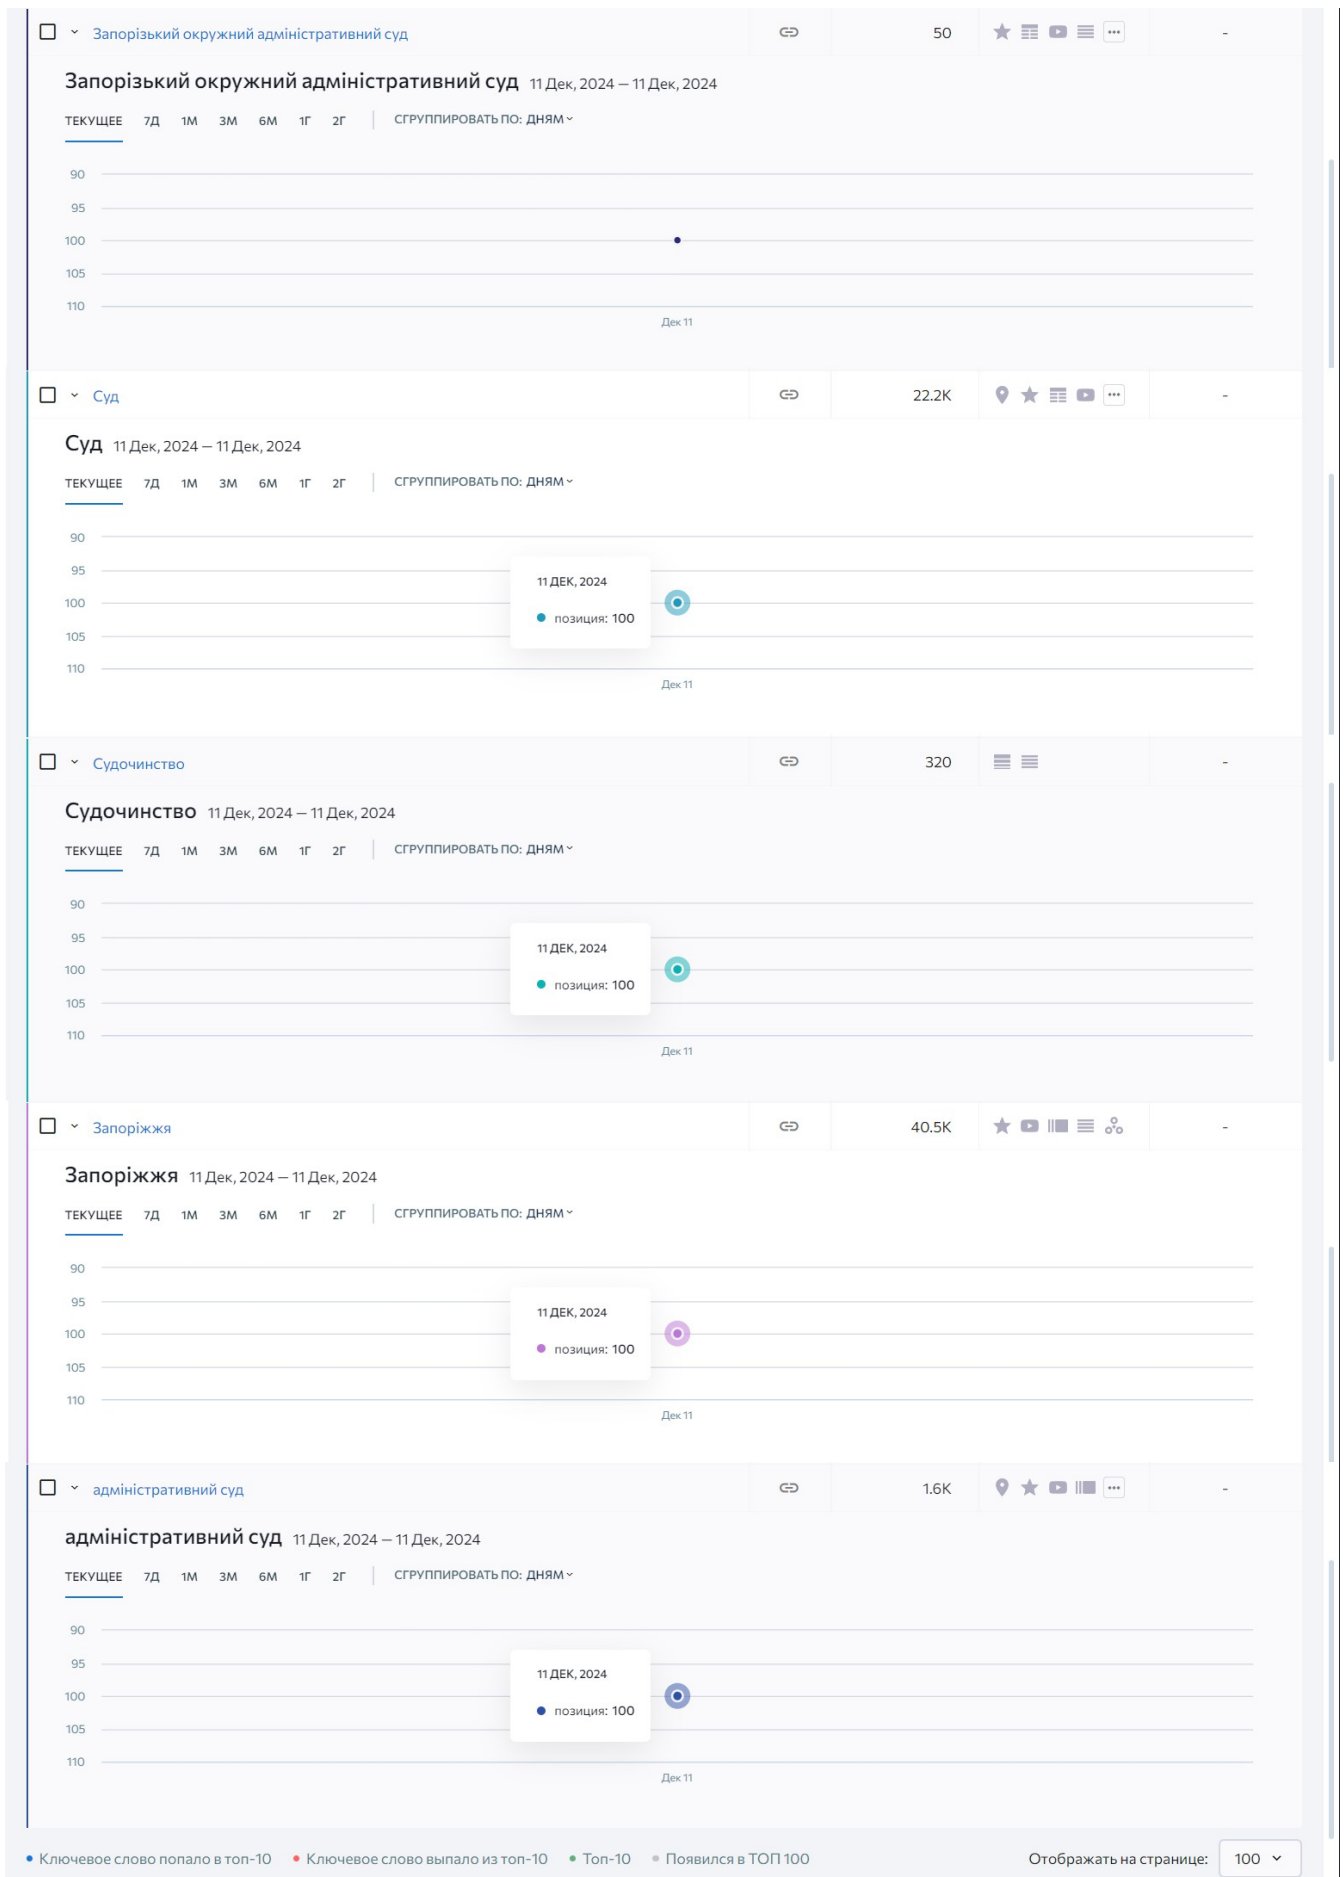 Запорізький окружний адміністративний суд 50 -
Запорізький окружний адміністративний суд 11 Дек, 2024 — 11 Дек, 2024
ТЕКУЩЕЕ 7Д 1М 3М 6М 1Г 2Г СГРУППИРОВАТЬ ПО: ДНЯМ
90
95
100
105
110
Дек 11
Суд 22.2K -
Суд 11 Дек, 2024 — 11 Дек, 2024
ТЕКУЩЕЕ 7Д 1М 3М 6М 1Г 2Г СГРУППИРОВАТЬ ПО: ДНЯМ
90
95
11 ДЕК, 2024
100
позиция: 100
105
110
Дек 11
Судочинство 320 -
Судочинство 11 Дек, 2024 — 11 Дек, 2024
ТЕКУЩЕЕ 7Д 1М 3М 6М 1Г 2Г СГРУППИРОВАТЬ ПО: ДНЯМ
90
95
11 ДЕК, 2024
100
позиция: 100
105
110
Дек 11
Запоріжжя 40.5K -
Запоріжжя 11 Дек, 2024 — 11 Дек, 2024
ТЕКУЩЕЕ 7Д 1М 3М 6М 1Г 2Г СГРУППИРОВАТЬ ПО: ДНЯМ
90
95
11 ДЕК, 2024
100
позиция: 100
105
110
Дек 11
адміністративний суд 1.6K -
адміністративний суд 11 Дек, 2024 — 11 Дек, 2024
ТЕКУЩЕЕ 7Д 1М 3М 6М 1Г 2Г СГРУППИРОВАТЬ ПО: ДНЯМ
90
95
11 ДЕК, 2024
100
позиция: 100
105
110
Дек 11
Ключевое слово попало в топ-10 Ключевое слово выпало из топ-10 Топ-10 Появился в ТОП 100 Отображать на странице: 100